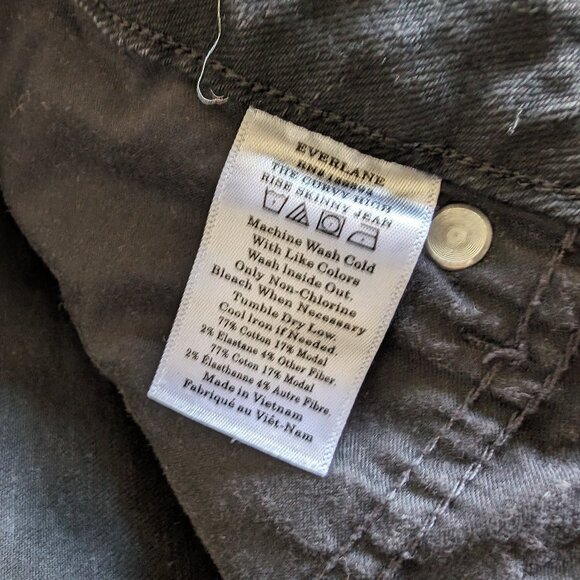 EVERLANE
THE CURVY HIGH
RISE SKINNY JEAN
Machine Wash Cold
With Like Colors
Wash Inside Out.
Only Non-Chlorine
Bleach When Necessary
Tumble Dry Low.
Cool Iron if Needed.
77% Cotton 17% Modal
2% Elastane 4% Other Fiber.
77% Coton 17% Modal
2% Élasthanne 4% Autre Fibre.
Made in Vietnam
Fabriqué au Viêt-Nam